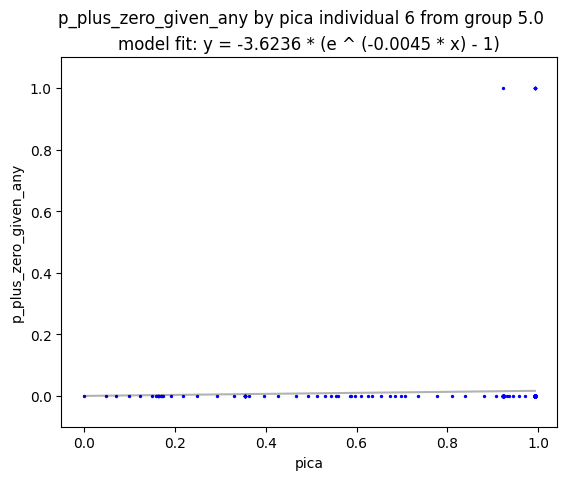 p_plus_zero_given_any by pica individual 6 from group 5.0
model fit: y = -3.6236 * (e ^ (-0.0045 * x) - 1)
1.0
0.8
0.6
0.4
0.2
0.0
p_plus_zero_given_any
0.0 0.2 0.4 0.6 0.8 1.0
pica